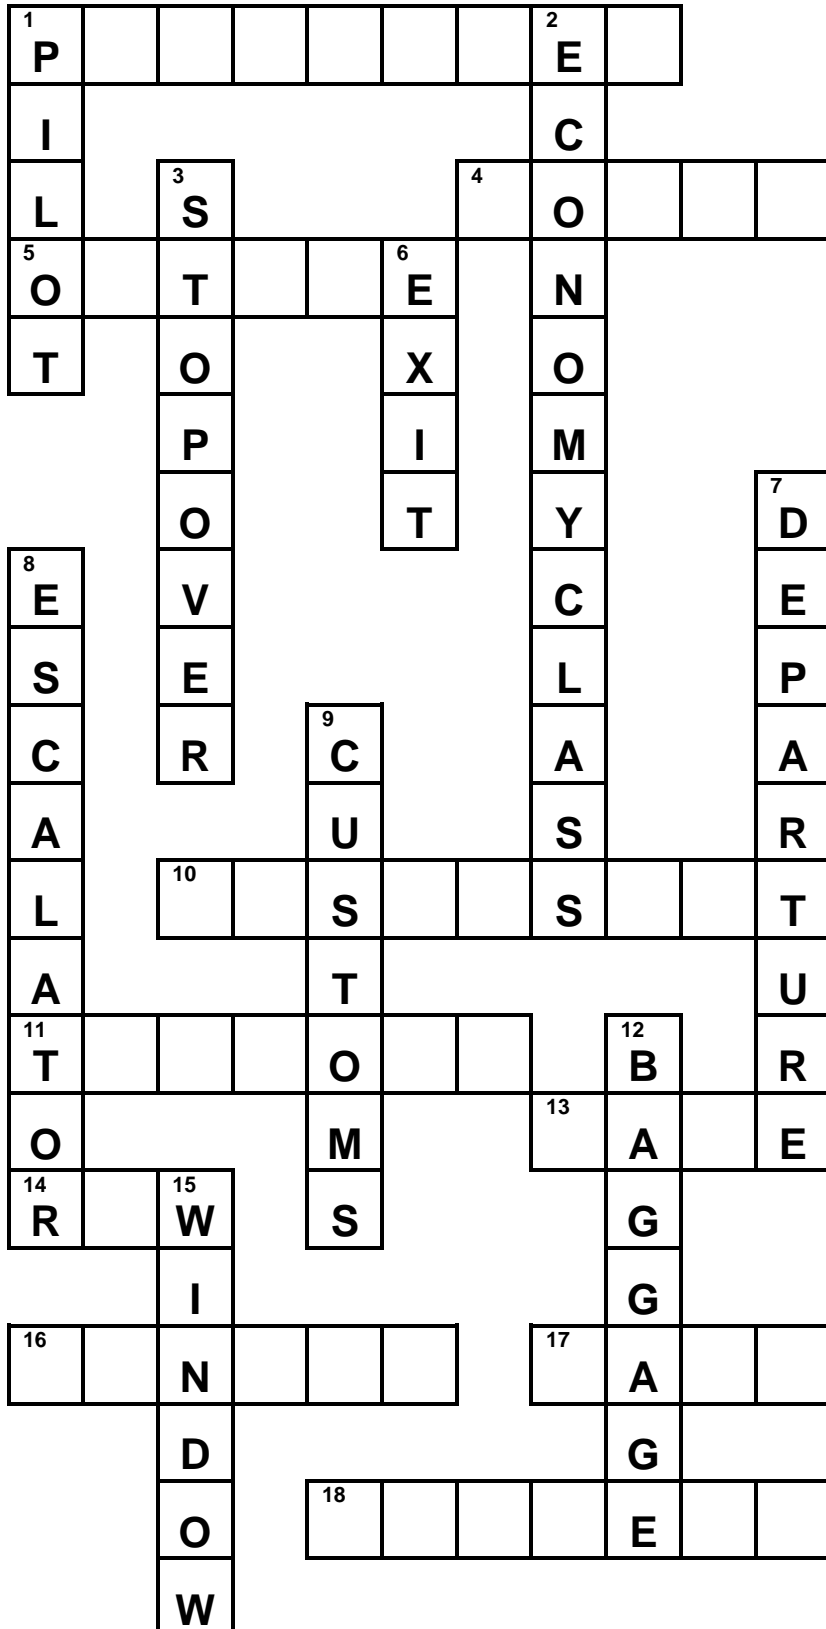 1 2
P E
I C
3 4
L S O
5 6
O T E N
T O X O
P I M
7
O T Y D
8
E V C E
S E L P
9
C R C A A
A U S R
10
L S S T
A T U
11 12
T O B R
13
O M A E
14 15
R W S G
I G
16 17
N A
D G
18
O E
W